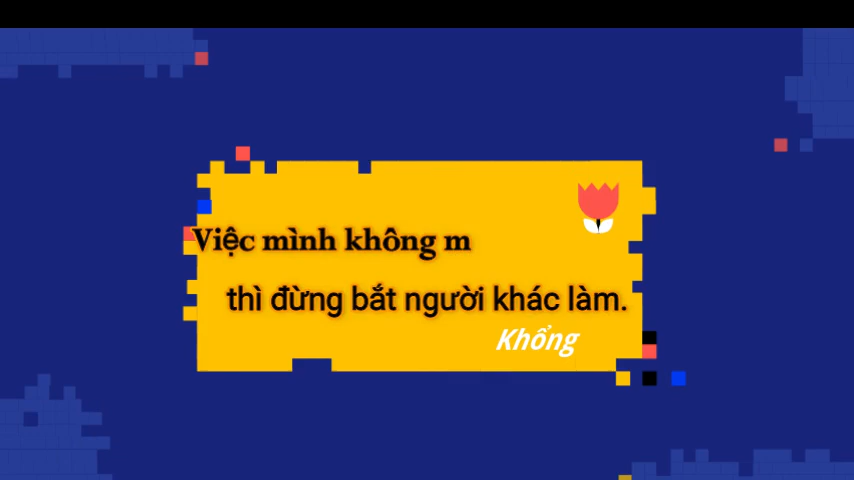 Việc mình không m
thì đừng bắt người khác làm.
Khổng